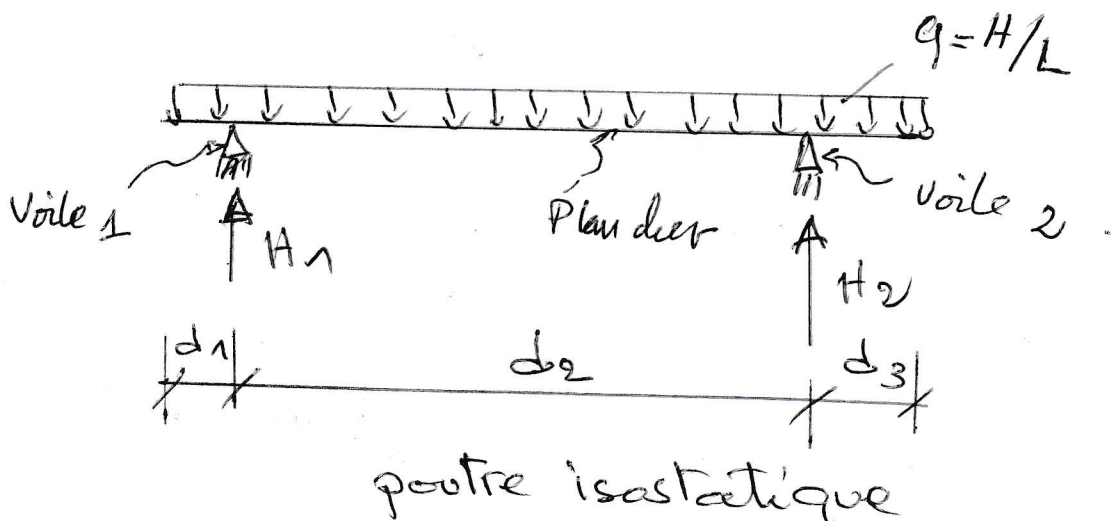 q=H/L
Voile 1
Plancher
Voile 2
H1
H2
d1
d2
d3
poutre isostatique